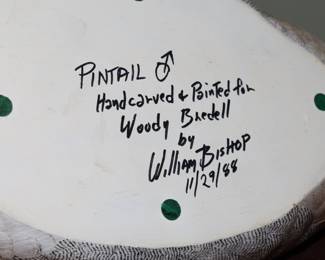 PINTAIL ♂
Handcarved & Painted for
Woody Bredell
by
William Bishop
11/29/88